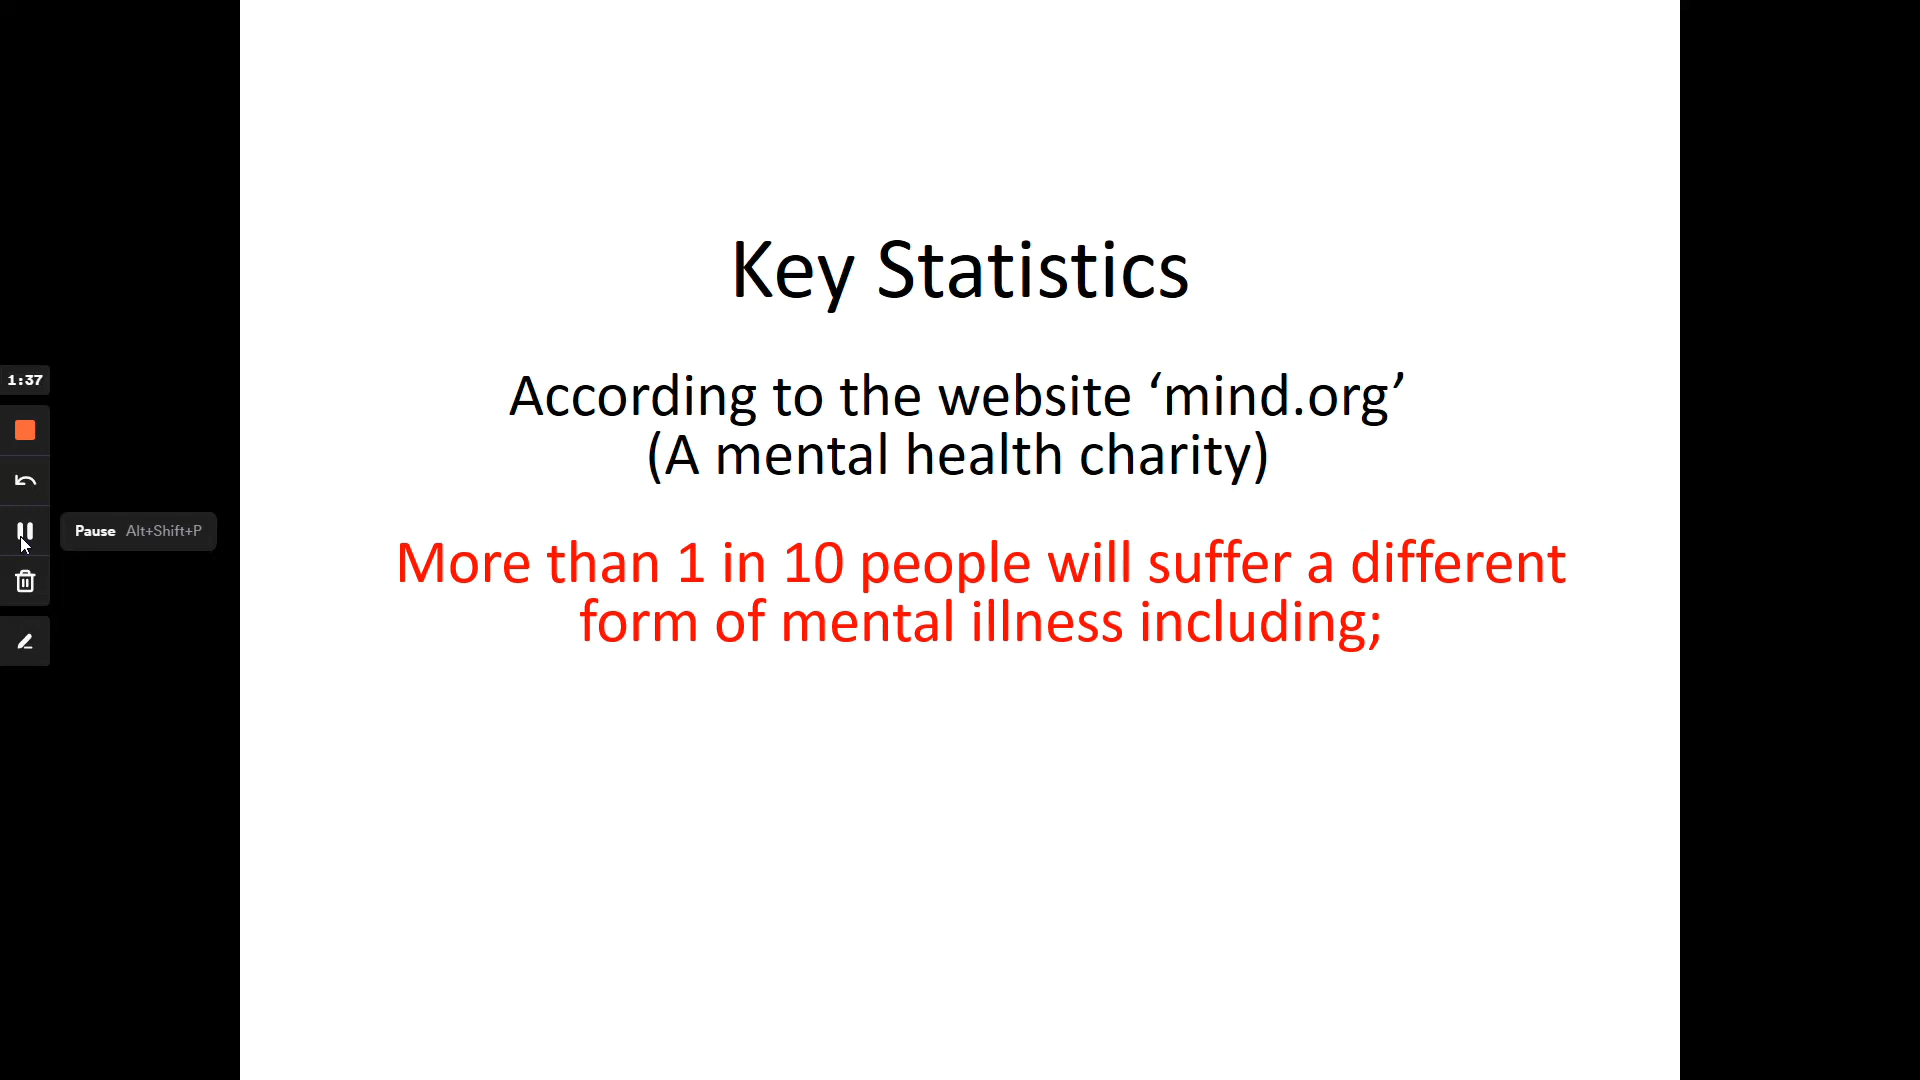 Key Statistics
According to the website ‘mind.org’
(A mental health charity)
1:37
Pause Alt+Shift+P
More than 1 in 10 people will suffer a different
form of mental illness including;